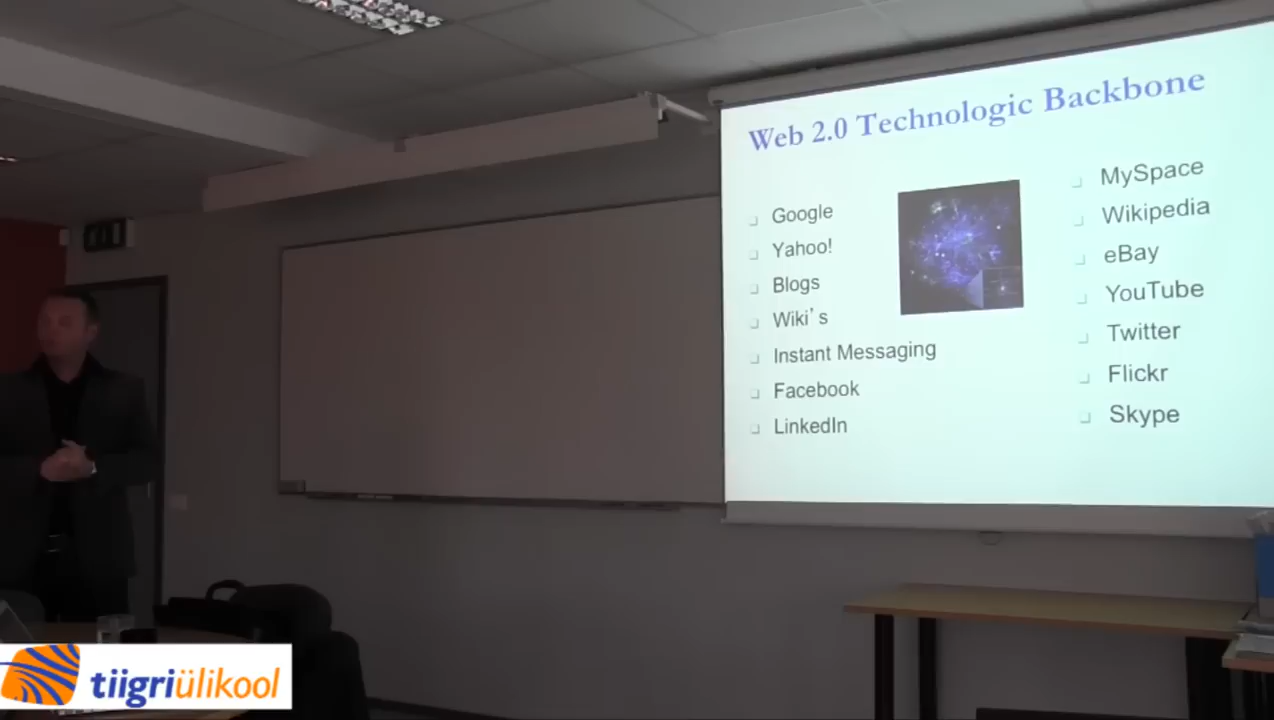 Web 2.0 Technologic Backbone
Google
Yahoo!
Blogs
Wiki's
Instant Messaging
Facebook
LinkedIn
MySpace
Wikipedia
eBay
YouTube
Twitter
Flickr
Skype
tiigriülikool